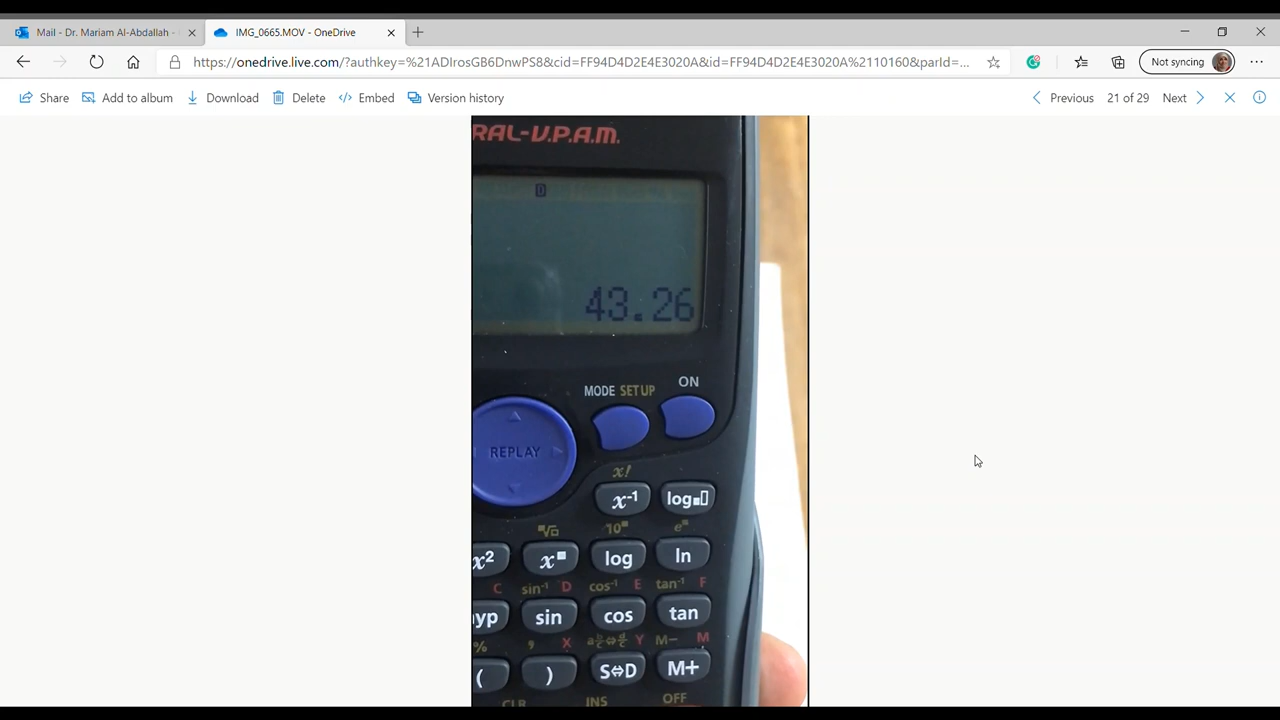 Mail - Dr. Mariam Al-Abdallah -
IMG_0665.MOV - OneDrive
https://onedrive.live.com/?authkey=%21ADIrosGB6DnwPS8&cid=FF94D4D2E4E3020A&id=FF94D4D2E4E3020A%2110160&parId=...
Not syncing
Share
Add to album
Download
Delete
Embed
Version history
Previous
21 of 29
Next
RAL-V.P.A.M.
D
43.26
MODE SETUP
ON
REPLAY
x!
x⁻¹ log■▯
■√▯ 10■ e■
x² x■ log ln
C sin⁻¹ D cos⁻¹ E tan⁻¹ F
yp sin cos tan
% , X a b/c⇔d/c Y M− M
( ) S⇔D M+
CLR INS OFF